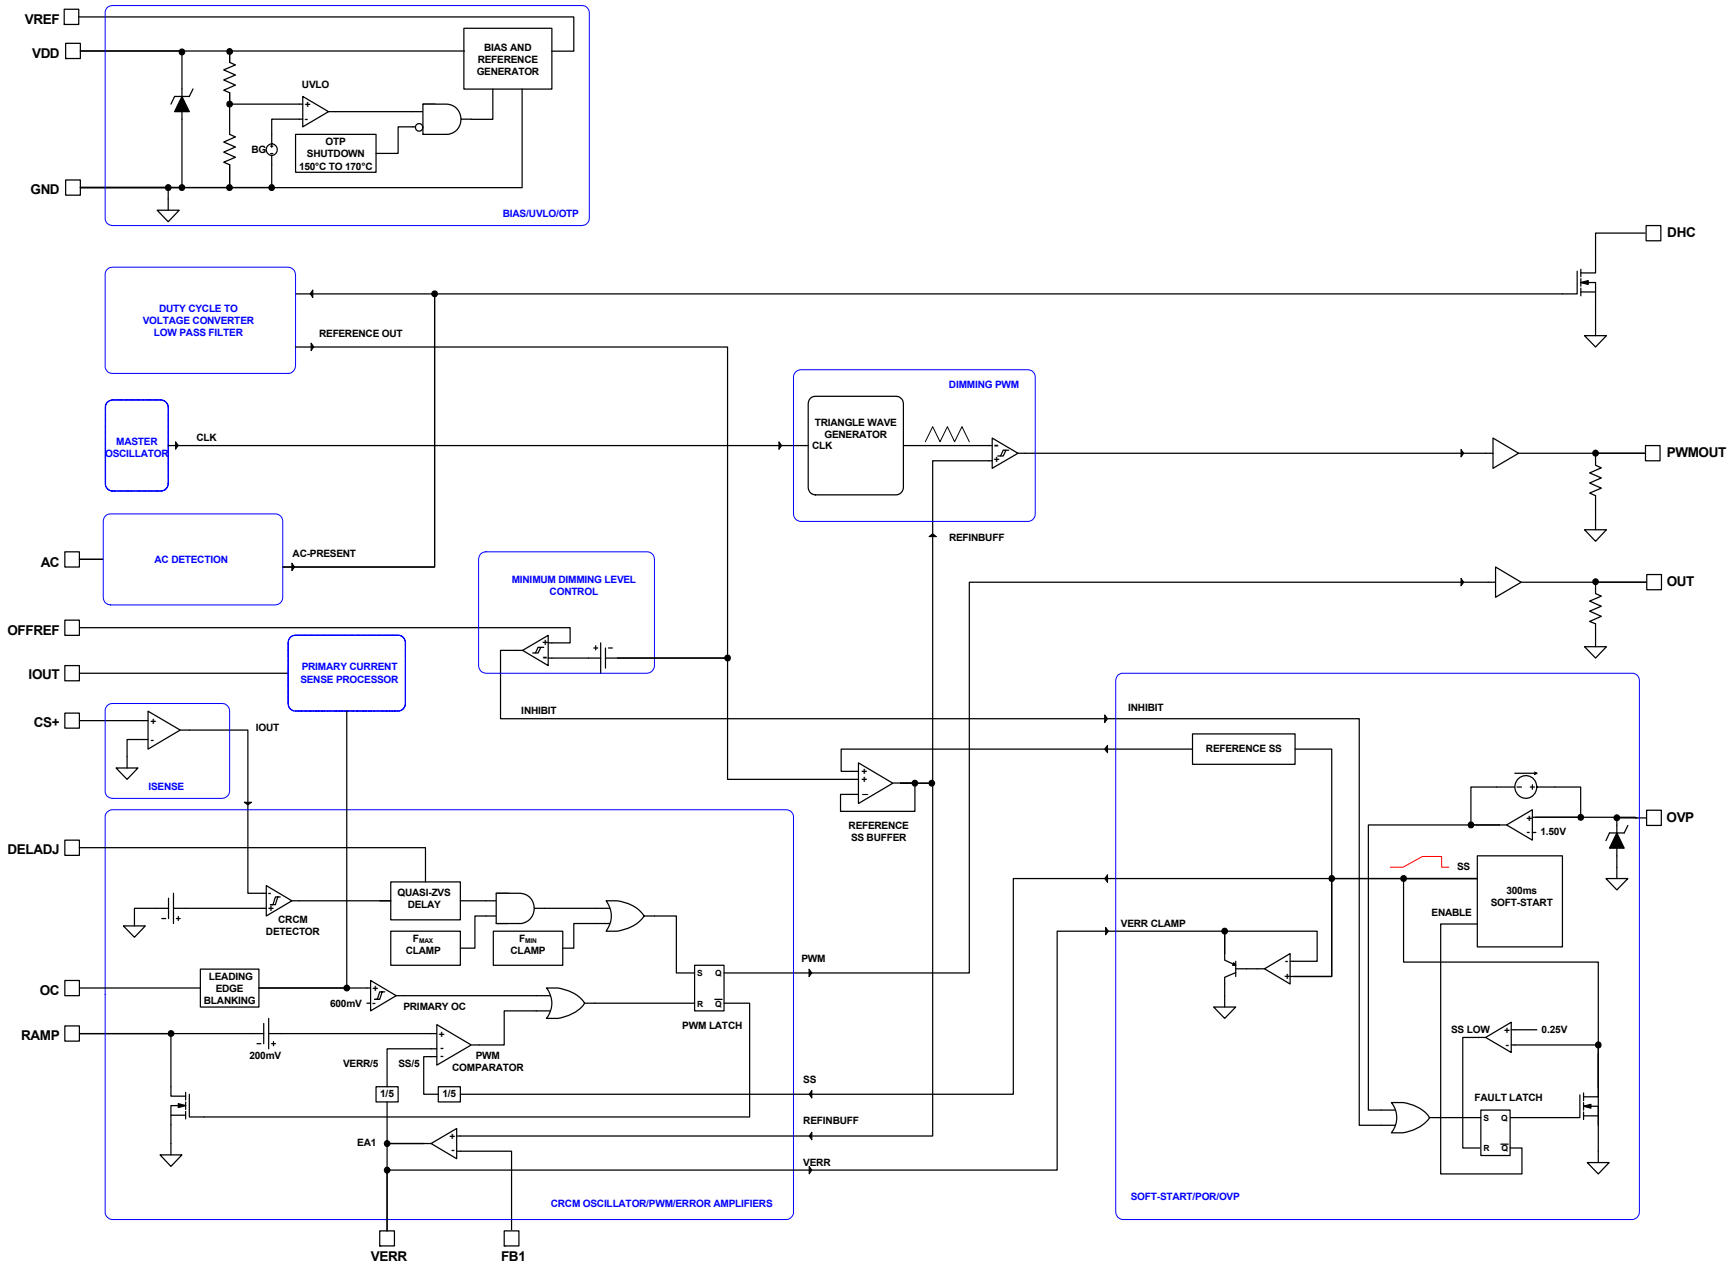 VREF
VDD
BIAS AND
REFERENCE
GENERATOR
UVLO
+
-
BG
+
-
OTP
SHUTDOWN
150°C TO 170°C
GND
BIAS/UVLO/OTP
DHC
DUTY CYCLE TO
VOLTAGE CONVERTER
LOW PASS FILTER
REFERENCE OUT
DIMMING PWM
MASTER
OSCILLATOR
CLK
TRIANGLE WAVE
GENERATOR
CLK
-
+
PWMOUT
REFINBUFF
AC
AC DETECTION
AC-PRESENT
MINIMUM DIMMING LEVEL
CONTROL
OUT
OFFREF
+
-
+ -
IOUT
PRIMARY CURRENT
SENSE PROCESSOR
INHIBIT
INHIBIT
CS+
+
-
IOUT
ISENSE
REFERENCE SS
+
+
-
REFERENCE
SS BUFFER
- +
+
-
1.50V
OVP
DELADJ
QUASI-ZVS
DELAY
- +
-
+
CRCM
DETECTOR
FMAX
CLAMP
FMIN
CLAMP
SS
300ms
SOFT-START
ENABLE
VERR CLAMP
-
+
PWM
S Q
R Q
PWM LATCH
OC
LEADING
EDGE
BLANKING
+
-
600mV
PRIMARY OC
RAMP
- +
200mV
+
-
-
VERR/5
SS/5
PWM
COMPARATOR
1/5
1/5
SS
SS LOW
+
-
0.25V
FAULT LATCH
S Q
R Q
REFINBUFF
EA1
+
-
VERR
CRCM OSCILLATOR/PWM/ERROR AMPLIFIERS
SOFT-START/POR/OVP
VERR
FB1